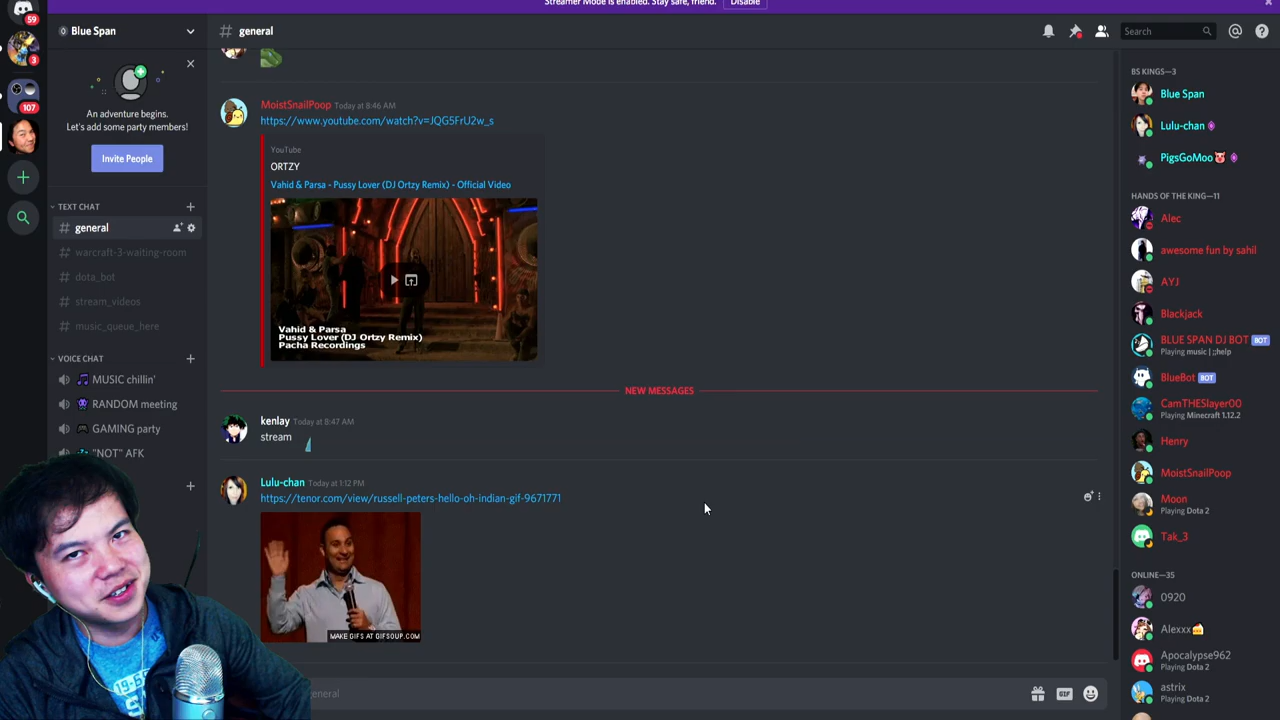 Streamer Mode is enabled. Stay safe, friend. Disable
59
3
107
Blue Span
An adventure begins.
Let's add some party members!
Invite People
TEXT CHAT
general
warcraft-3-waiting-room
dota_bot
stream_videos
music_queue_here
VOICE CHAT
MUSIC chillin'
RANDOM meeting
GAMING party
"NOT" AFK
# general
Search
MoistSnailPoop Today at 8:46 AM
https://www.youtube.com/watch?v=JQG5FrU2w_s
YouTube
ORTZY
Vahid & Parsa - Pussy Lover (DJ Ortzy Remix) - Official Video
Vahid & Parsa
Pussy Lover (DJ Ortzy Remix)
Pacha Recordings
NEW MESSAGES
kenlay Today at 8:47 AM
stream
Lulu-chan Today at 1:12 PM
https://tenor.com/view/russell-peters-hello-oh-indian-gif-9671771
MAKE GIFS AT GIFSOUP.COM
general
GIF
19-6
BS KINGS—3
Blue Span
Lulu-chan
PigsGoMoo
HANDS OF THE KING—11
Alec
awesome fun by sahil
AYJ
Blackjack
BLUE SPAN DJ BOT BOT
Playing music | ;;help
BlueBot BOT
CamTHESlayer00
Playing Minecraft 1.12.2
Henry
MoistSnailPoop
Moon
Playing Dota 2
Tak_3
ONLINE—35
0920
Alexxx
Apocalypse962
Playing Dota 2
astrix
Playing Dota 2